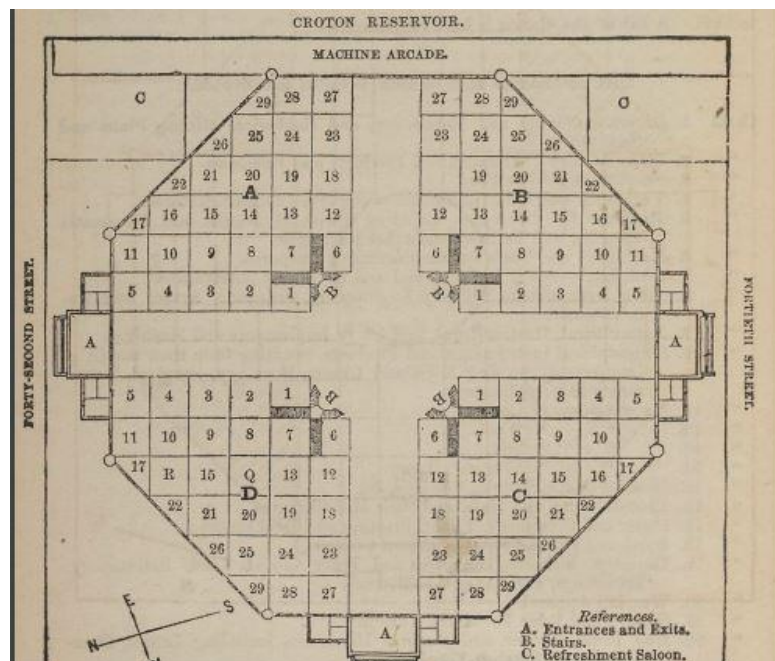 CROTON RESERVOIR.
MACHINE ARCADE.
C 29 28 27 27 28 29 C
26 25 24 23 23 24 25 26
22 21 20 19 18 19 20 21 22
A B
17 16 15 14 13 12 12 13 14 15 16 17
11 10 9 8 7 6 6 7 8 9 10 11
5 4 3 2 1 B B 1 2 3 4 5
FORTY-SECOND STREET.
A A
FORTIETH STREET.
5 4 3 2 1 B B 1 2 3 4 5
11 10 9 8 7 6 6 7 8 9 10
17 R 15 Q 13 12 12 13 14 15 16 17
D C
22 21 20 19 18 18 19 20 21 22
26 25 24 23 23 24 25 26
29 28 27 27 28 29
E S
N
A
References.
A. Entrances and Exits.
B. Stairs.
C. Refreshment Saloon.